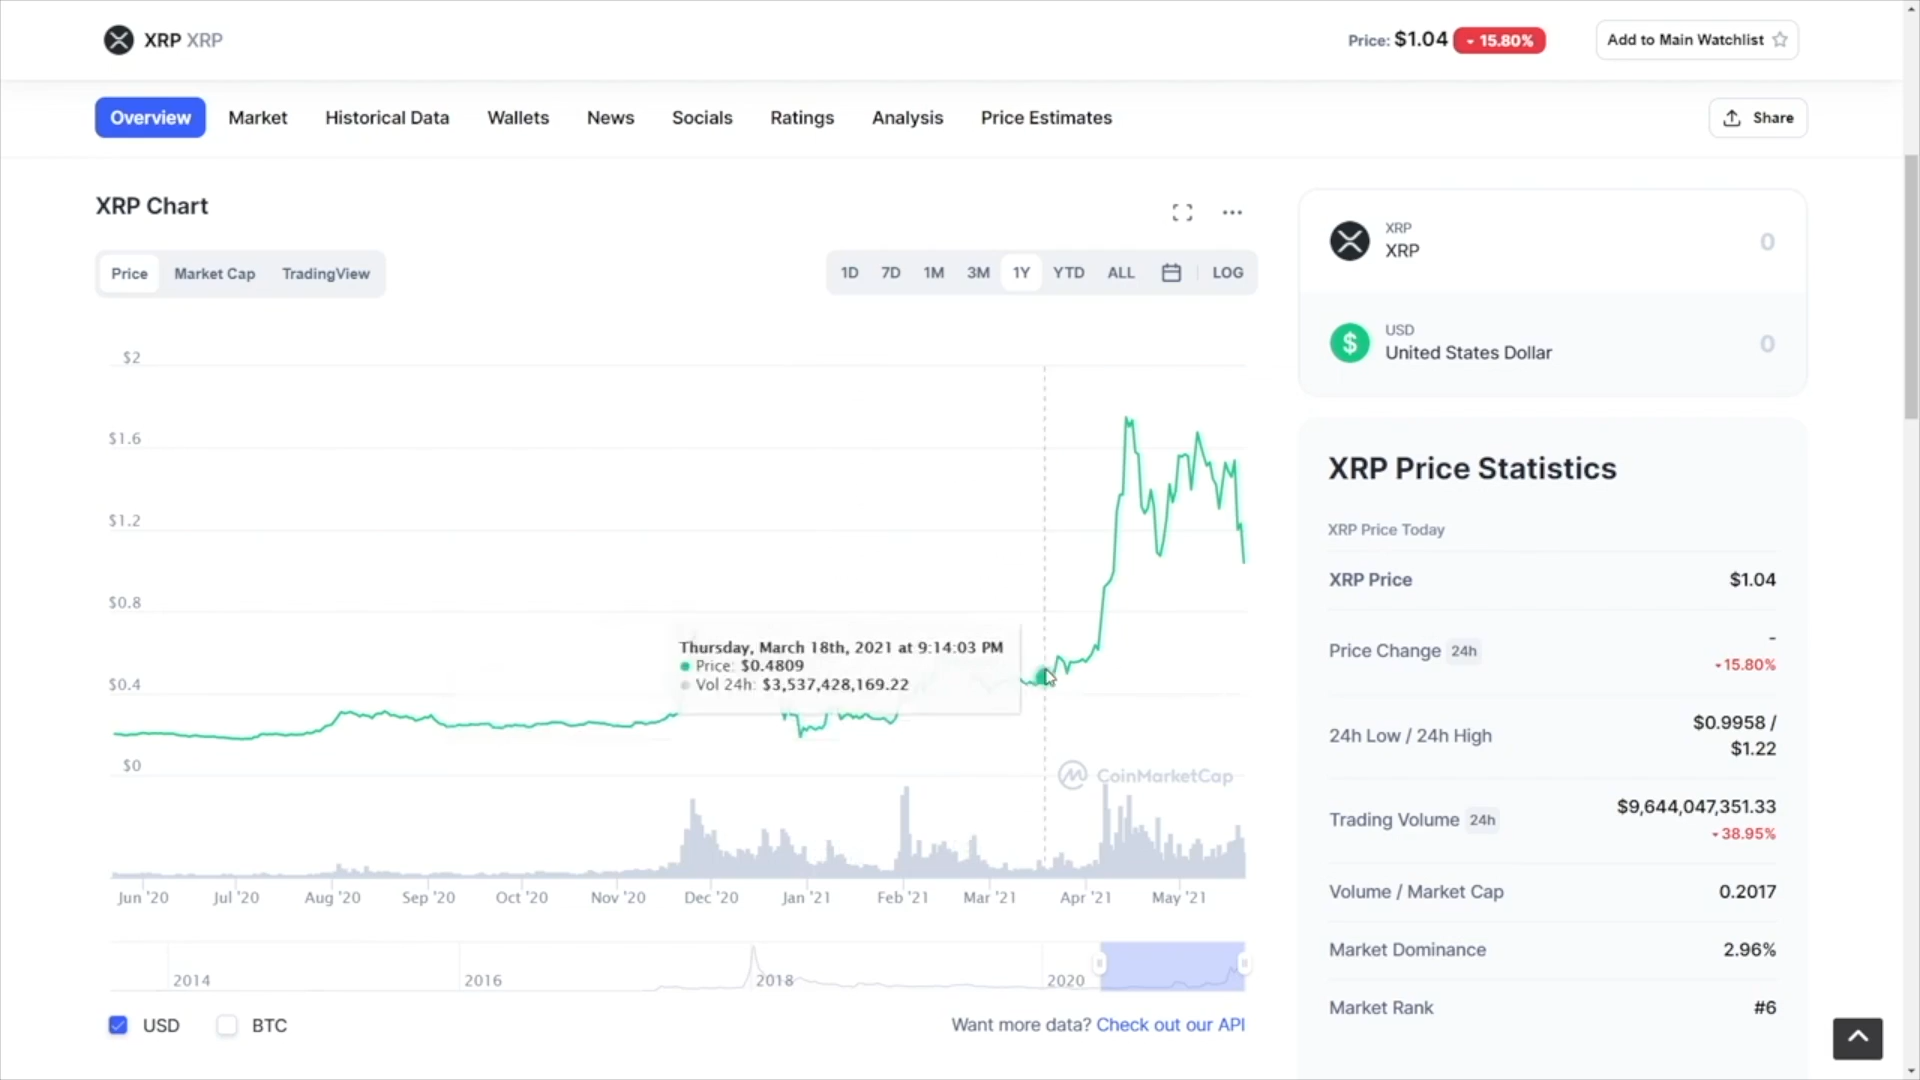 XRP XRP
Price: $1.04 15.80%
Add to Main Watchlist
Overview Market Historical Data Wallets News Socials Ratings Analysis Price Estimates
Share
XRP Chart
Price Market Cap TradingView
1D 7D 1M 3M 1Y YTD ALL LOG
$2
$1.6
$1.2
$0.8
$0.4
$0
Thursday, March 18th, 2021 at 9:14:03 PM
Price: $0.4809
Vol 24h: $3,537,428,169.22
CoinMarketCap
Jun '20 Jul '20 Aug '20 Sep '20 Oct '20 Nov '20 Dec '20 Jan '21 Feb '21 Mar '21 Apr '21 May '21
2014 2016 2018 2020
USD BTC
Want more data? Check out our API
XRP
XRP 0
USD
United States Dollar 0
XRP Price Statistics
XRP Price Today
XRP Price $1.04
Price Change 24h -
15.80%
24h Low / 24h High $0.9958 /
$1.22
Trading Volume 24h $9,644,047,351.33
38.95%
Volume / Market Cap 0.2017
Market Dominance 2.96%
Market Rank #6